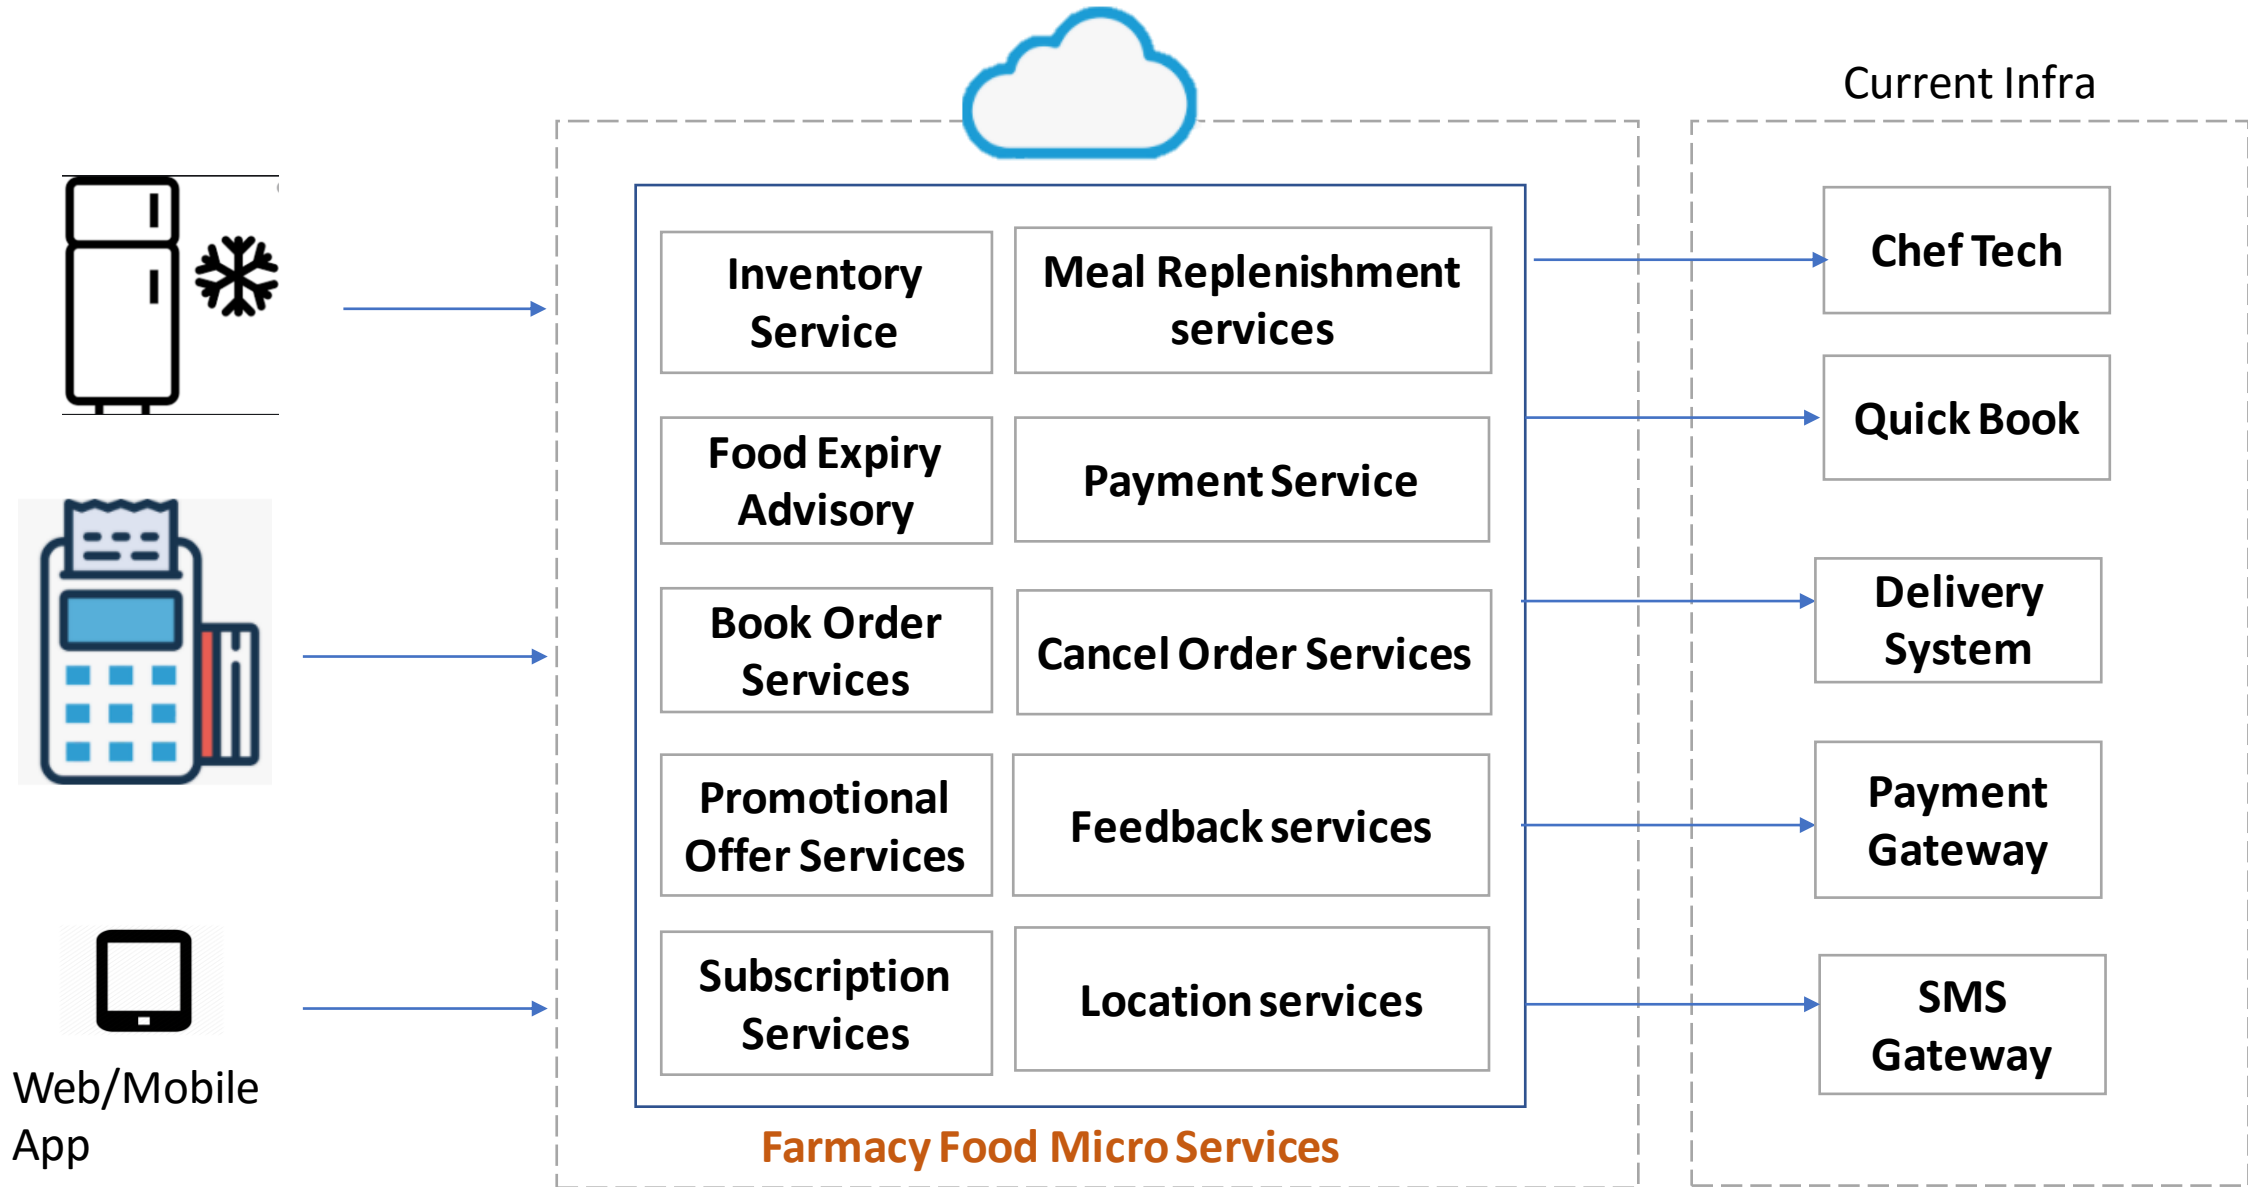 Current Infra
Inventory
Service
Meal Replenishment
services
Chef Tech
Food Expiry
Advisory
Payment Service
Quick Book
Book Order
Services
Cancel Order Services
Delivery
System
Promotional
Offer Services
Feedback services
Payment
Gateway
Subscription
Services
Location services
SMS
Gateway
Web/Mobile
App
Farmacy Food Micro Services